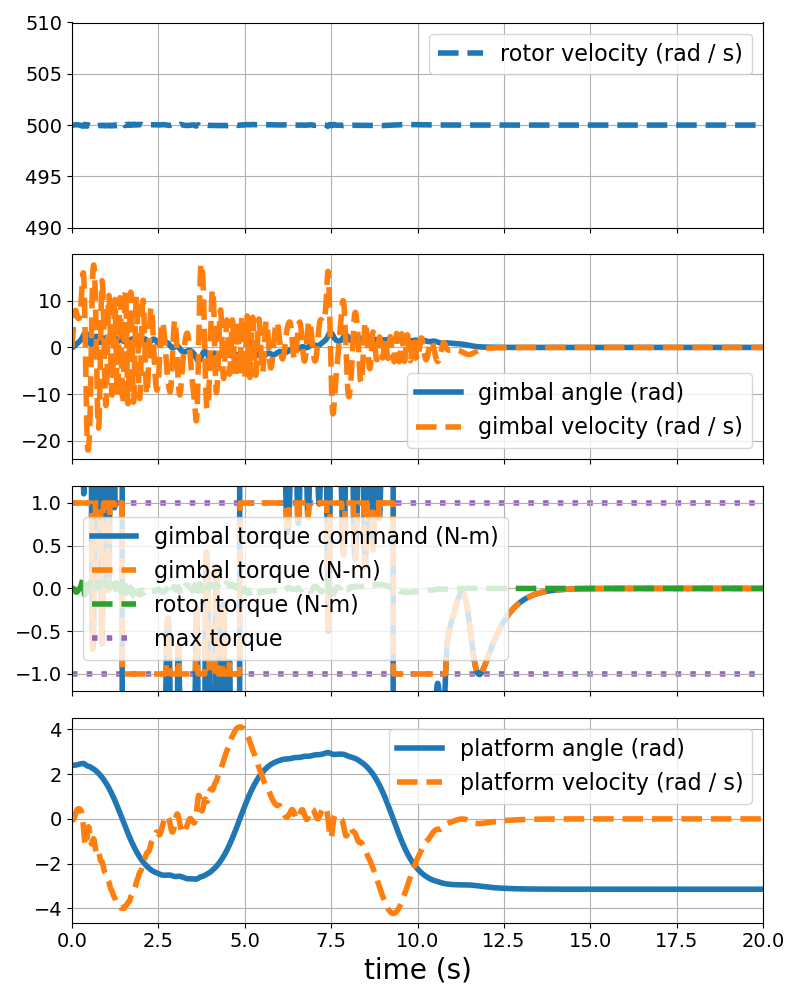 510
505
500
495
490
rotor velocity (rad / s)
10
0
−10
−20
gimbal angle (rad)
gimbal velocity (rad / s)
1.0
0.5
0.0
−0.5
−1.0
gimbal torque command (N-m)
gimbal torque (N-m)
rotor torque (N-m)
max torque
4
2
0
−2
−4
platform angle (rad)
platform velocity (rad / s)
0.0 2.5 5.0 7.5 10.0 12.5 15.0 17.5 20.0
time (s)